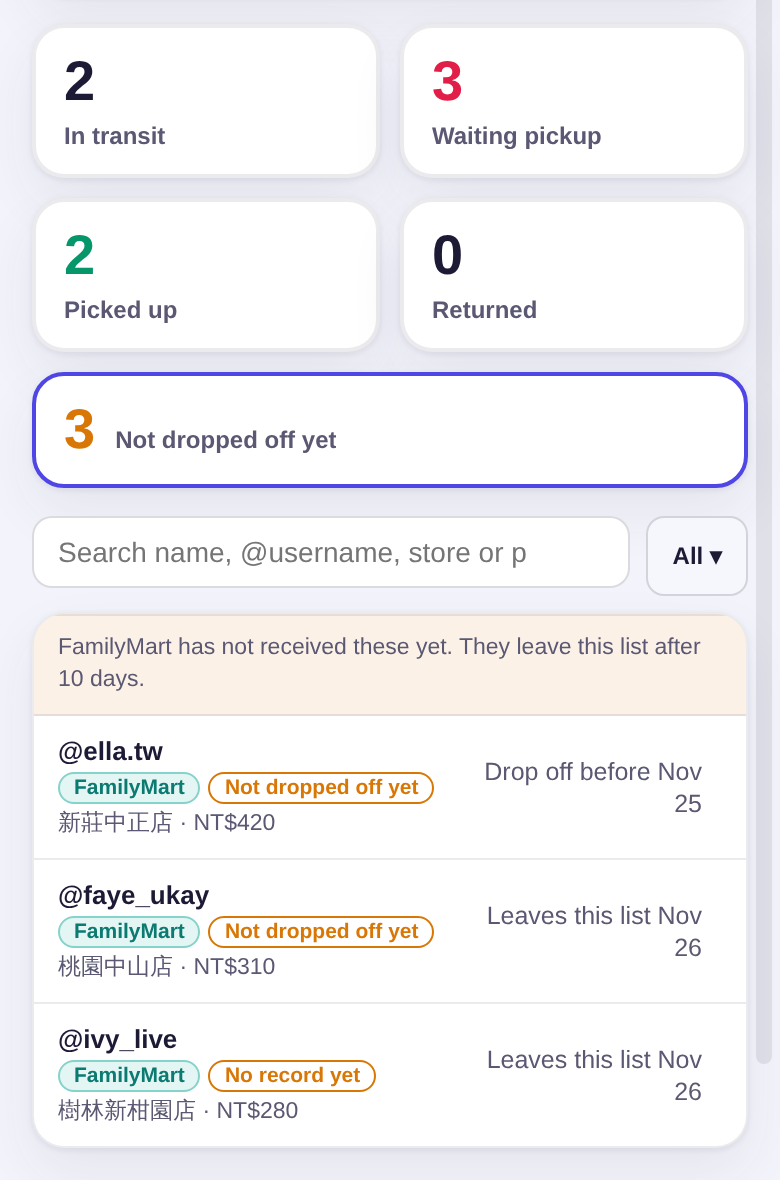 2
In transit
3
Waiting pickup
2
Picked up
0
Returned
3 Not dropped off yet
Search name, @username, store or p
All ▾
FamilyMart has not received these yet. They leave this list after
10 days.
@ella.tw
FamilyMart Not dropped off yet
新莊中正店 · NT$420
Drop off before Nov
25
@faye_ukay
FamilyMart Not dropped off yet
桃園中山店 · NT$310
Leaves this list Nov
26
@ivy_live
FamilyMart No record yet
樹林新柑園店 · NT$280
Leaves this list Nov
26